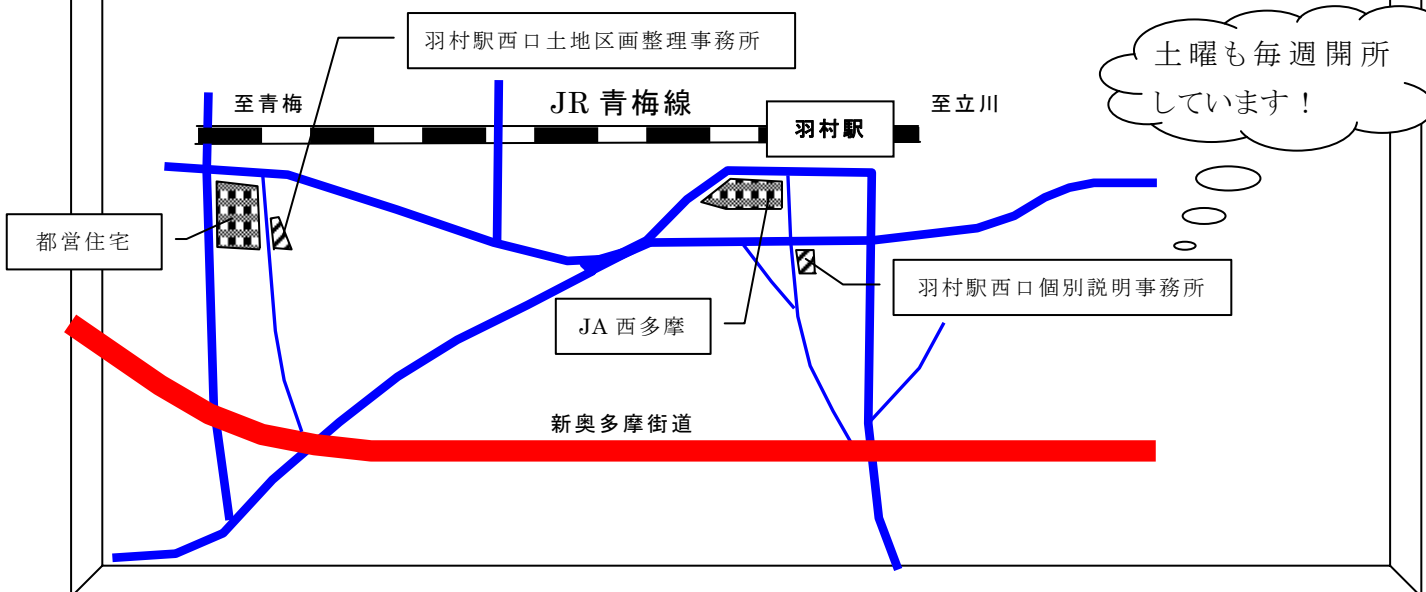 羽村駅西口土地区画整理事務所
土曜も毎週開所
しています！
至青梅
JR 青梅線
羽村駅
至立川
都営住宅
羽村駅西口個別説明事務所
JA 西多摩
新奥多摩街道